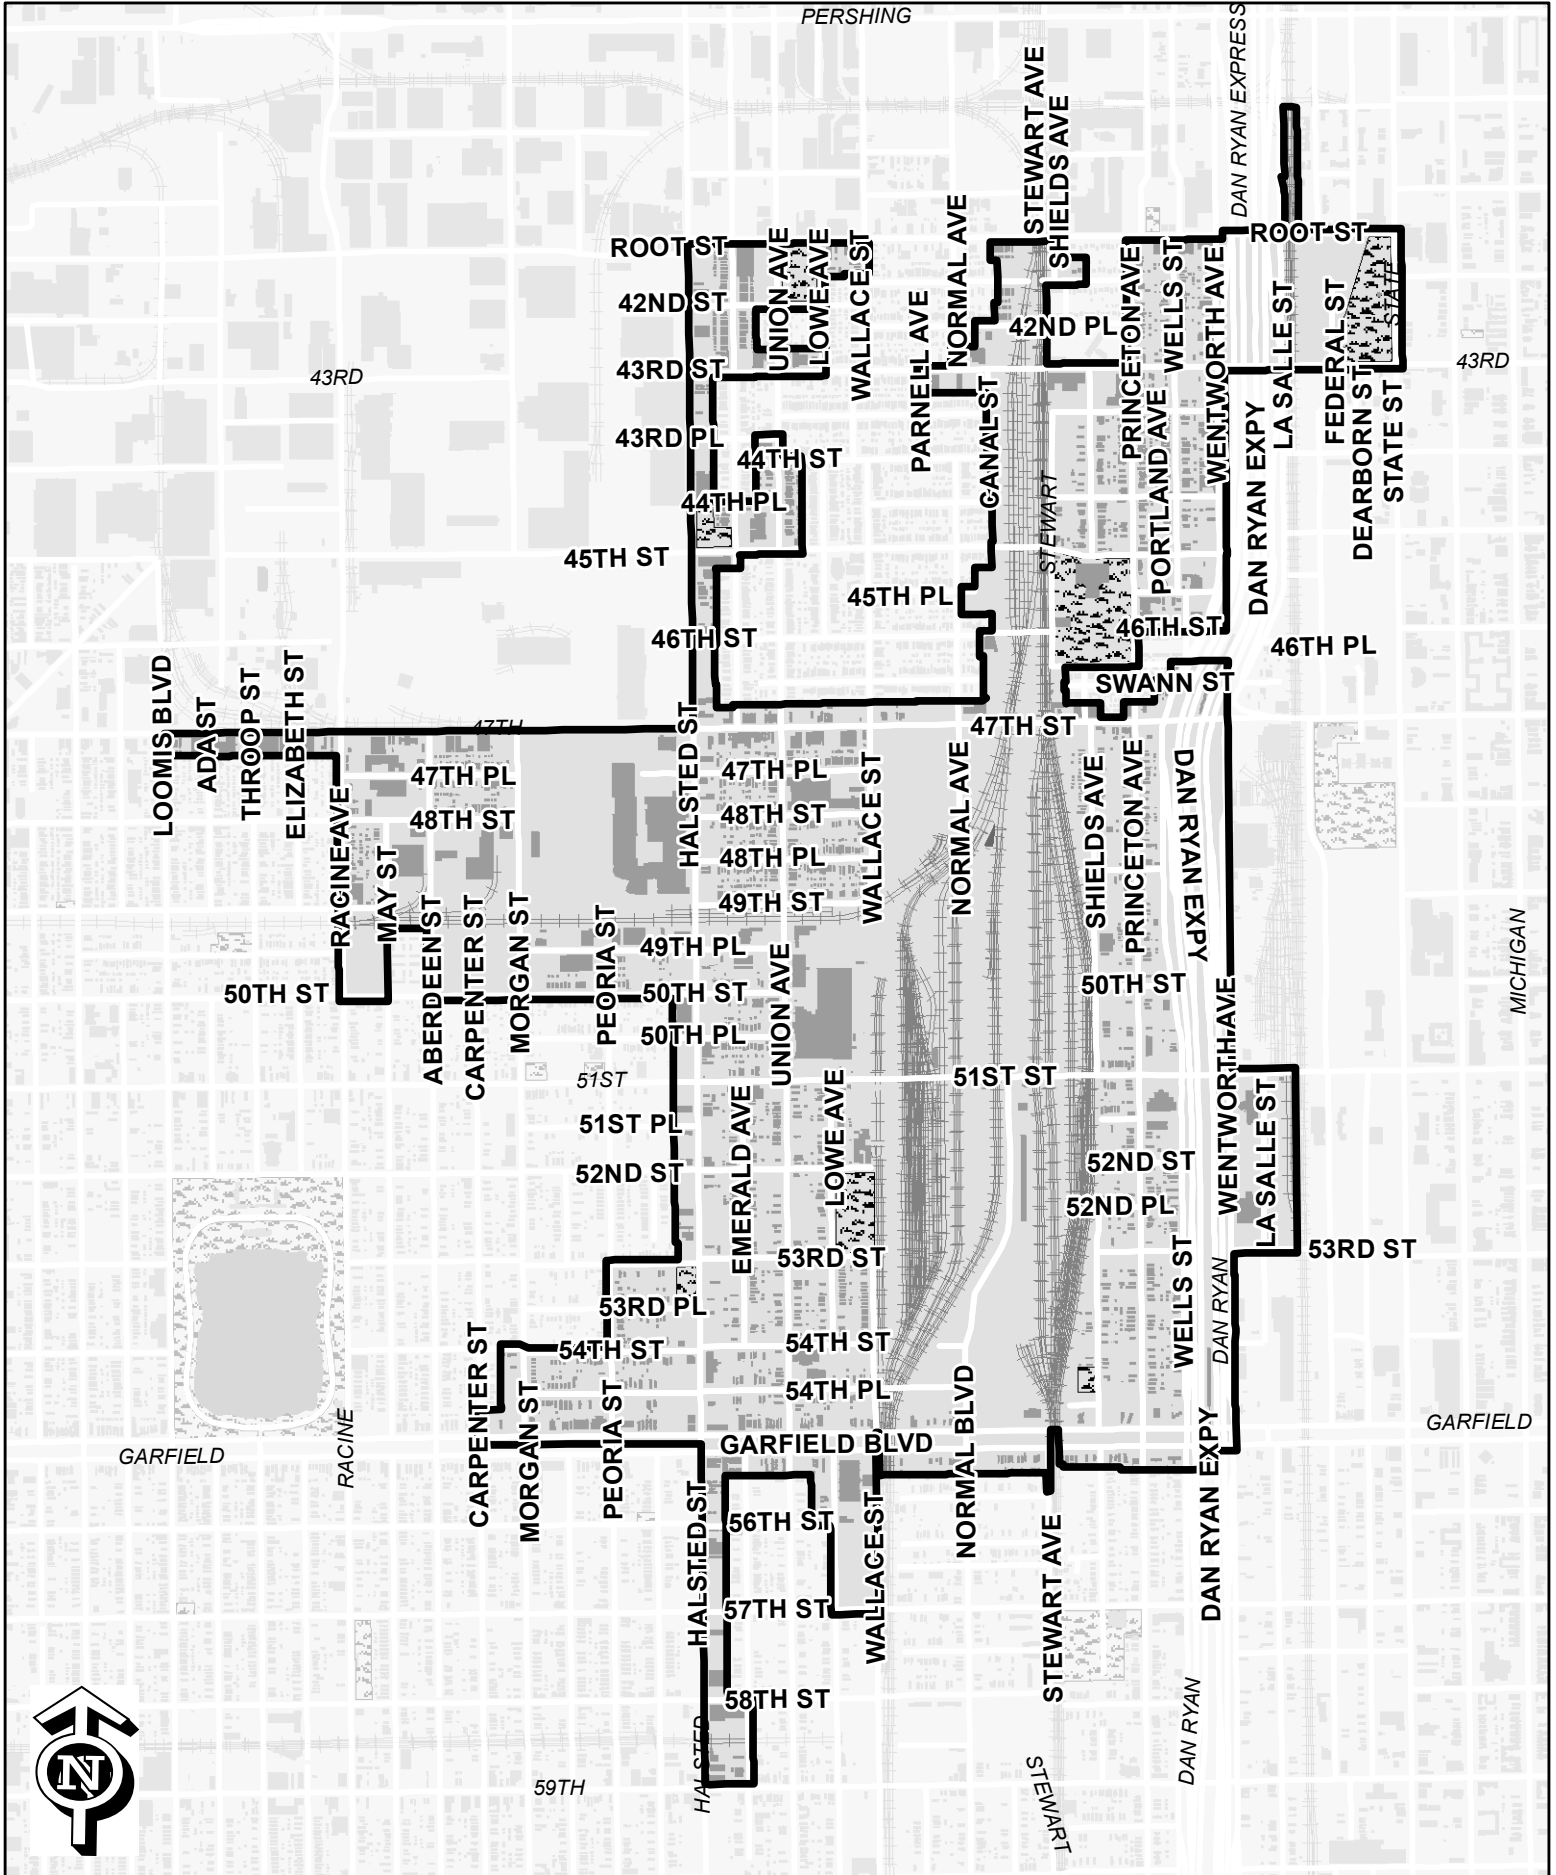 PERSHING
DAN RYAN EXPRESS
STEWART AVE
SHIELDS AVE
NORMAL AVE
ROOT ST
UNION AVE
LOWE AVE
WALLACE ST
ROOT ST
PRINCETON AVE
WELLS ST
WENTWORTH AVE
LA SALLE ST
FEDERAL ST
STATE
42ND ST
PARNELL AVE
42ND PL
43RD ST
43RD
43RD
PORTLAND AVE
DAN RYAN EXPY
DEARBORN ST
STATE ST
CANAL ST
43RD PL
44TH ST
44TH PL
STEWART
45TH ST
45TH PL
46TH ST
46TH ST
46TH PL
SWANN ST
LOOMIS BLVD
ADA ST
THROOP ST
ELIZABETH ST
47TH
HALSTED ST
47TH ST
47TH PL
47TH PL
WALLACE ST
NORMAL AVE
SHIELDS AVE
PRINCETON AVE
DAN RYAN EXPY
RACINE AVE
48TH ST
48TH ST
MAY ST
48TH PL
49TH ST
ABERDEEN ST
CARPENTER ST
MORGAN ST
PEORIA ST
49TH PL
UNION AVE
MICHIGAN
50TH ST
50TH ST
50TH ST
WENTWORTH AVE
50TH PL
51ST
51ST ST
LOWE AVE
EMERALD AVE
LA SALLE ST
51ST PL
52ND ST
52ND ST
52ND PL
53RD ST
53RD ST
WELLS ST
DAN RYAN
53RD PL
CARPENTER ST
54TH ST
54TH ST
54TH PL
MORGAN ST
PEORIA ST
NORMAL BLVD
DAN RYAN EXPY
GARFIELD
RACINE
GARFIELD BLVD
GARFIELD
HALSTED ST
56TH ST
WALLACE ST
STEWART AVE
57TH ST
58TH ST
DAN RYAN
HALSTED
STEWART
59TH
N